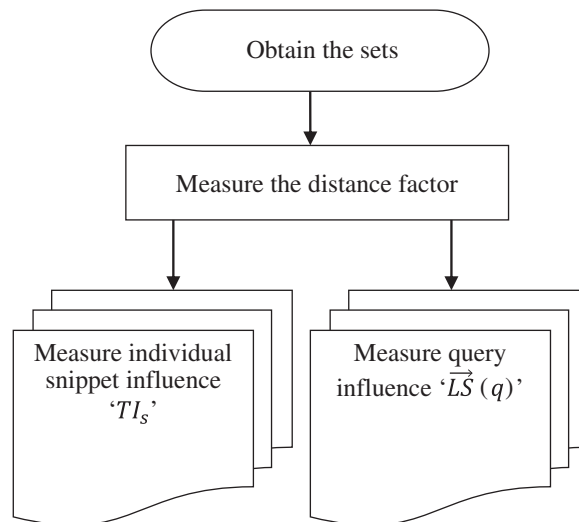 Obtain the sets
Measure the distance factor
Measure individual
snippet influence
‘TIₛ’
Measure query
influence ‘\overrightarrow{LS} (q)’